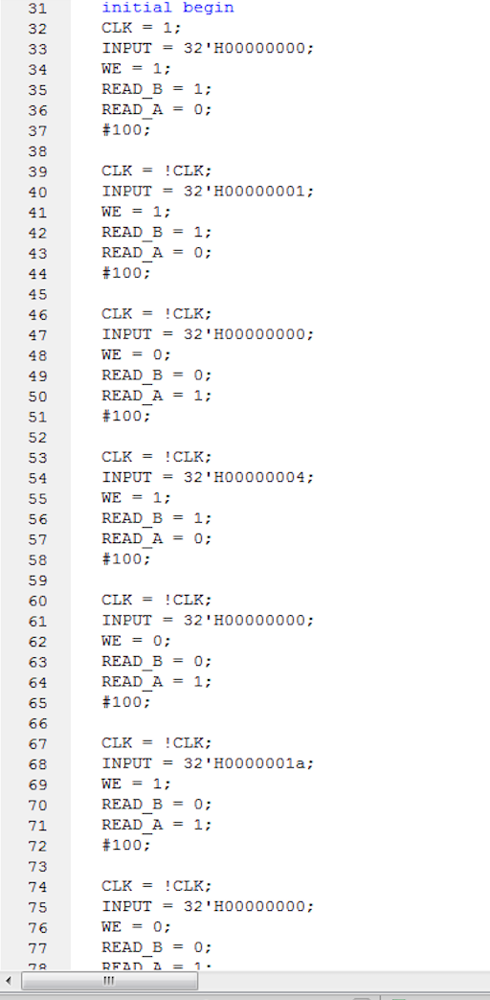 31 initial begin
32 CLK = 1;
33 INPUT = 32'H00000000;
34 WE = 1;
35 READ_B = 1;
36 READ_A = 0;
37 #100;
38
39 CLK = !CLK;
40 INPUT = 32'H00000001;
41 WE = 1;
42 READ_B = 1;
43 READ_A = 0;
44 #100;
45
46 CLK = !CLK;
47 INPUT = 32'H00000000;
48 WE = 0;
49 READ_B = 0;
50 READ_A = 1;
51 #100;
52
53 CLK = !CLK;
54 INPUT = 32'H00000004;
55 WE = 1;
56 READ_B = 1;
57 READ_A = 0;
58 #100;
59
60 CLK = !CLK;
61 INPUT = 32'H00000000;
62 WE = 0;
63 READ_B = 0;
64 READ_A = 1;
65 #100;
66
67 CLK = !CLK;
68 INPUT = 32'H0000001a;
69 WE = 1;
70 READ_B = 0;
71 READ_A = 1;
72 #100;
73
74 CLK = !CLK;
75 INPUT = 32'H00000000;
76 WE = 0;
77 READ_B = 0;
78 READ_A = 1;